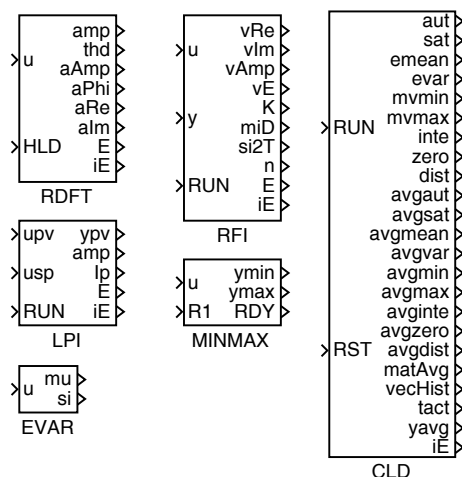 amp
thd
u
aAmp
aPhi
aRe
aIm
HLD
E
iE
RDFT
vRe
u
vIm
vAmp
vE
K
y
miD
si2T
n
RUN
E
iE
RFI
aut
sat
emean
evar
mvmin
mvmax
RUN
inte
zero
dist
avgaut
avgsat
avgmean
avgvar
avgmin
avgmax
avginte
avgzero
RST
avgdist
matAvg
vecHist
tact
yavg
iE
CLD
upv ypv
amp
usp Ip
E
RUN iE
LPI
ymin
u
ymax
R1 RDY
MINMAX
mu
u
si
EVAR